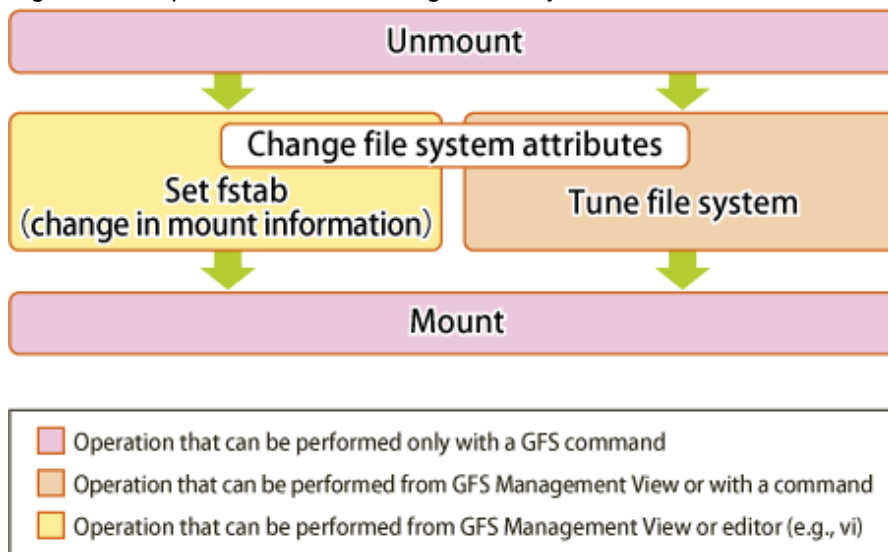 Unmount
Change file system attributes
Set fstab
(change in mount information)
Tune file system
Mount
Operation that can be performed only with a GFS command
Operation that can be performed from GFS Management View or with a command
Operation that can be performed from GFS Management View or editor (e.g., vi)